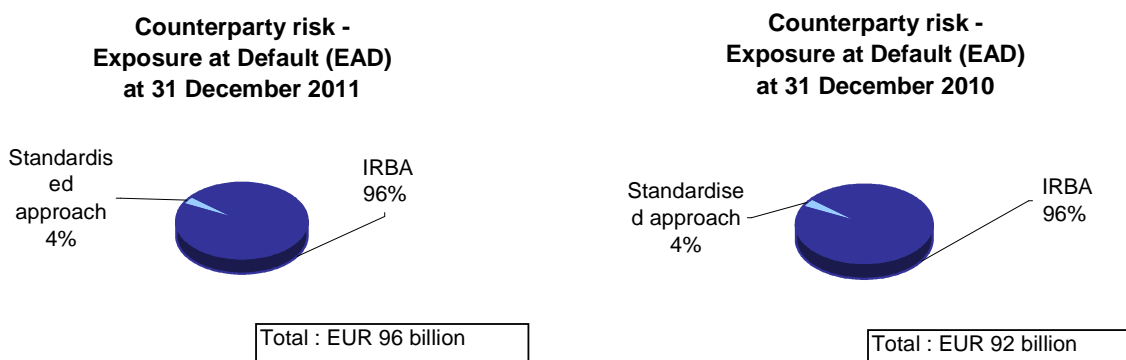 Counterparty risk -
Exposure at Default (EAD)
at 31 December 2011
Standardis
ed
approach
4%
IRBA
96%
Total : EUR 96 billion
Counterparty risk -
Exposure at Default (EAD)
at 31 December 2010
Standardise
d approach
4%
IRBA
96%
Total : EUR 92 billion